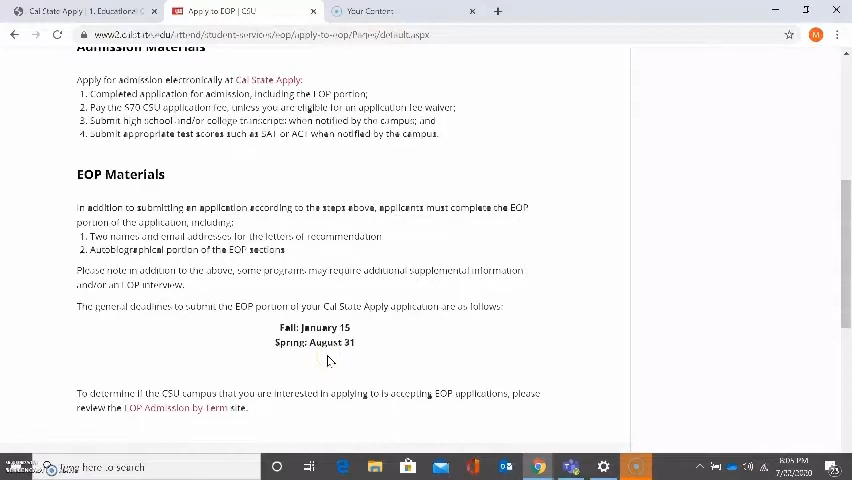 Cal State Apply | 1. Educational
Apply to EOP | CSU
Your Content
www2.calstate.edu/attend/student-services/eop/apply-to-eop/Pages/default.aspx
M
Admission Materials
Apply for admission electronically at Cal State Apply:
1. Completed application for admission, including the EOP portion;
2. Pay the $70 CSU application fee, unless you are eligible for an application fee waiver;
3. Submit high school and/or college transcripts when notified by the campus; and
4. Submit appropriate test scores such as SAT or ACT when notified by the campus.
EOP Materials
In addition to submitting an application according to the steps above, applicants must complete the EOP
portion of the application, including:
1. Two names and email addresses for the letters of recommendation
2. Autobiographical portion of the EOP sections
Please note in addition to the above, some programs may require additional supplemental information
and/or an EOP interview.
The general deadlines to submit the EOP portion of your Cal State Apply application are as follows:
Fall: January 15
Spring: August 31
To determine if the CSU campus that you are interested in applying to is accepting EOP applications, please
review the EOP Admission by Term site.
Type here to search
8:05 PM
7/22/2020
23